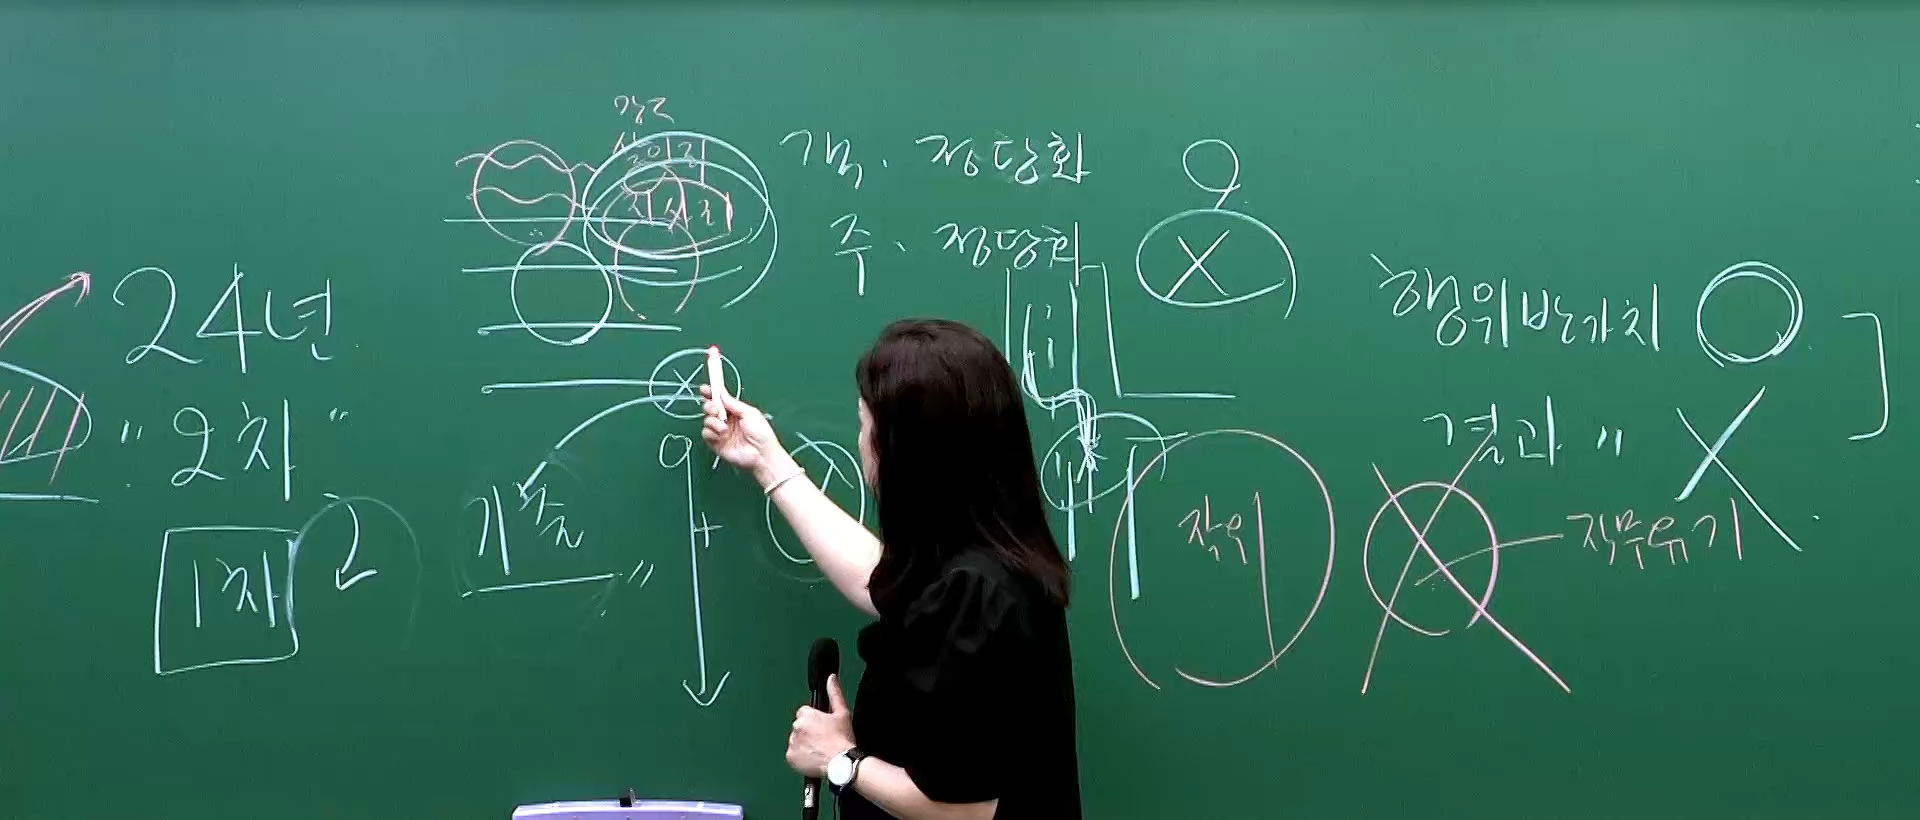 객. 정당화
주. 정당화 X
24년
"2차"
1차
기출"
행위반가치 ○
결과 〃 X
작위
직무유기